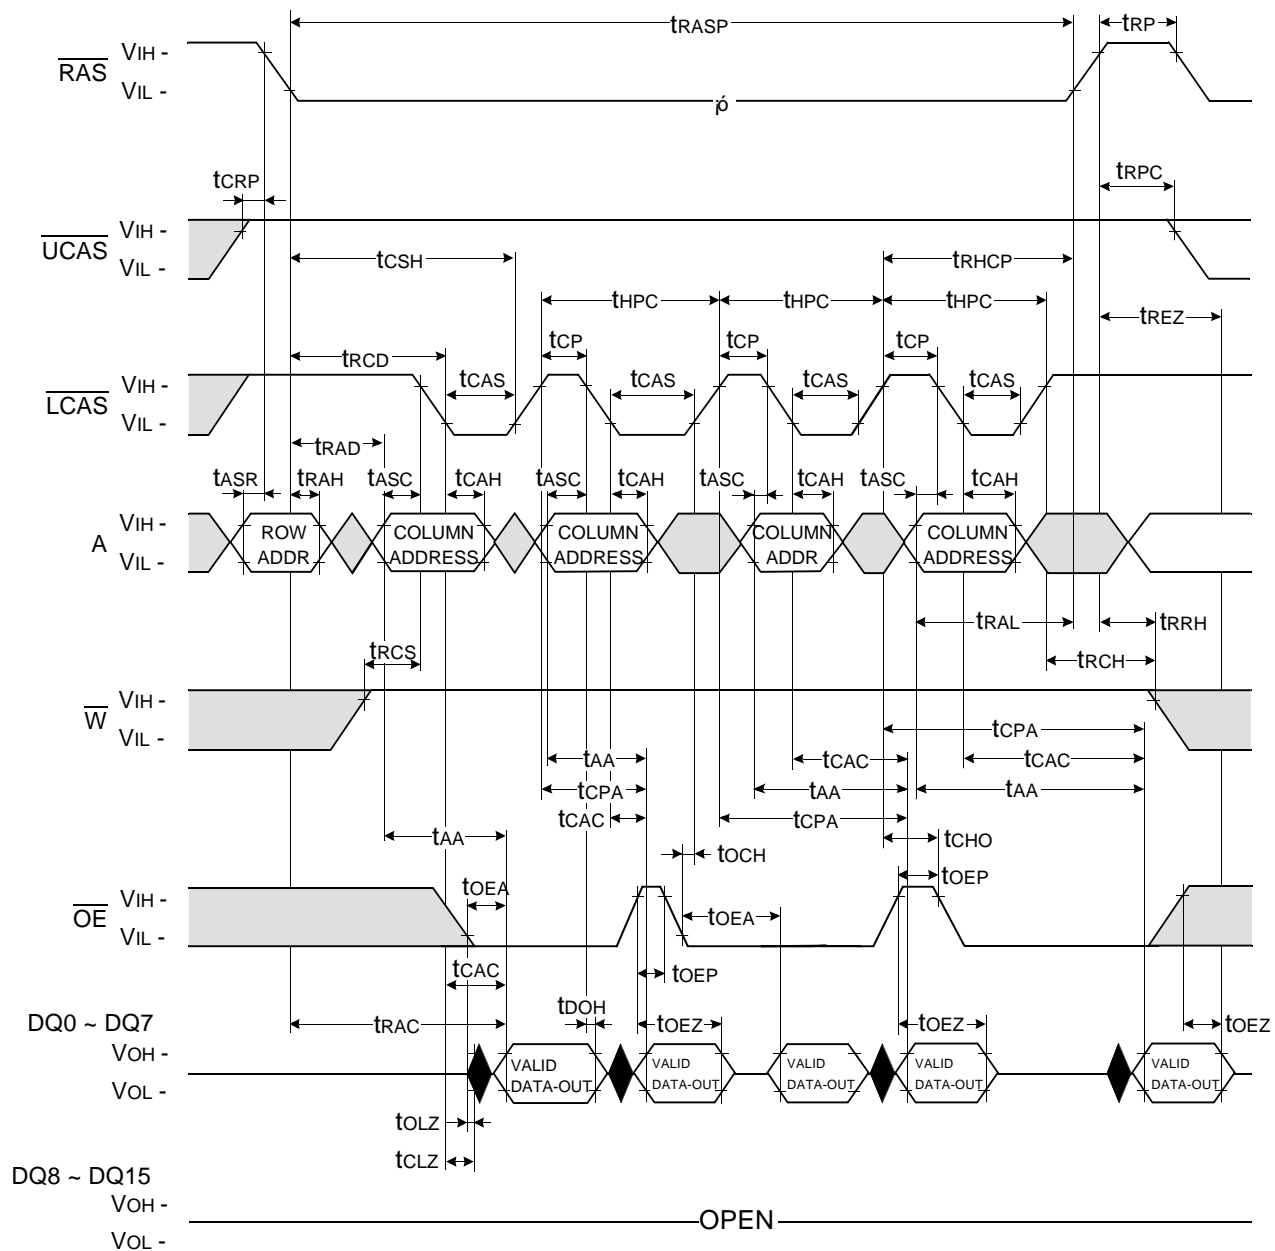 tRASP
tRP
RAS
VIH -
VIL -
ıó
tCRP
tRPC
UCAS
VIH -
VIL -
tCSH
tRHCP
tHPC
tHPC
tHPC
tREZ
tRCD
tCP
tCP
tCP
LCAS
VIH -
VIL -
tCAS
tCAS
tCAS
tCAS
tRAD
tASR
tRAH
tASC
tCAH
tASC
tCAH
tASC
tCAH
tASC
tCAH
A
VIH -
VIL -
ROW
ADDR
COLUMN
ADDRESS
COLUMN
ADDRESS
COLUMN
ADDR
COLUMN
ADDRESS
tRAL
tRRH
tRCS
tRCH
W
VIH -
VIL -
tCPA
tAA
tCAC
tCAC
tCPA
tAA
tAA
tCAC
tCPA
tAA
tOCH
tCHO
tOEA
tOEP
OE
VIH -
VIL -
tOEA
tCAC
tOEP
tDOH
DQ0 ~ DQ7
tRAC
tOEZ
tOEZ
tOEZ
VOH -
VOL -
VALID
DATA-OUT
VALID
DATA-OUT
VALID
DATA-OUT
VALID
DATA-OUT
VALID
DATA-OUT
tOLZ
tCLZ
DQ8 ~ DQ15
VOH -
VOL -
OPEN